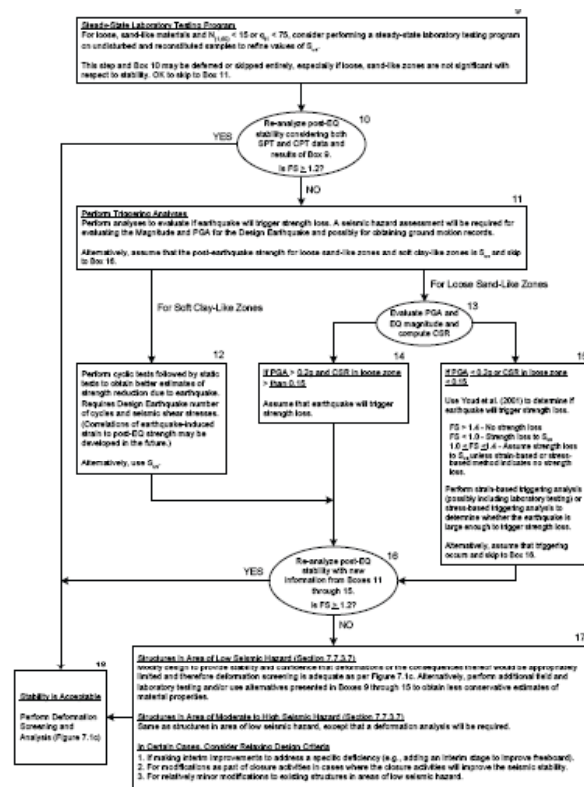 9
Steady-State Laboratory Testing Program
For loose, sand-like materials and N(1,60) < 15 or qc1 < 75, consider performing a steady-state laboratory testing program
on undisturbed and reconstituted samples to refine values of Sus.
This step and Box 10 may be deferred or skipped entirely, especially if loose, sand-like zones are not significant with
respect to stability. OK to skip to Box 11.
10
YES
Re-analyze post-EQ
stability considering both
SPT and CPT data and
results of Box 9.
Is FS ≥ 1.2?
NO
11
Perform Triggering Analyses
Perform analyses to evaluate if earthquake will trigger strength loss. A seismic hazard assessment will be required for
evaluating the Magnitude and PGA for the Design Earthquake and possibly for obtaining ground motion records.
Alternatively, assume that the post-earthquake strength for loose sand-like zones and soft clay-like zones is Sus and skip
to Box 16.
For Loose Sand-Like Zones
For Soft Clay-Like Zones
13
Evaluate PGA and
EQ magnitude and
compute CSR
12
Perform cyclic tests followed by static
tests to obtain better estimates of
strength reduction due to earthquake.
Requires Design Earthquake number
of cycles and seismic shear stresses.
(Correlations of earthquake-induced
strain to post-EQ strength may be
developed in the future.)
Alternatively, use Sus.
14
If PGA > 0.2g and CSR in loose zone
> than 0.15
Assume that earthquake will trigger
strength loss.
15
If PGA < 0.2g or CSR in loose zone
< 0.15
Use Youd et al. (2001) to determine if
earthquake will trigger strength loss.
FS > 1.4 - No strength loss
FS < 1.0 - Strength loss to Sus
1.0 < FS < 1.4 - Assume strength loss
to Sus unless strain-based or stress-
based method indicates no strength
loss.
Perform strain-based triggering analysis
(possibly including laboratory testing) or
stress-based triggering analysis to
determine whether the earthquake is
large enough to trigger strength loss.
Alternatively, assume that triggering
occurs and skip to Box 16.
16
YES
Re-analyze post-EQ
stability with new
information from Boxes 11
through 15.
Is FS ≥ 1.2?
NO
17
Structures in Area of Low Seismic Hazard (Section 7.7.3.7)
Modify design to provide stability and confidence that deformations or the consequences thereof would be appropriately
limited and therefore deformation screening is adequate as per Figure 7.1c. Alternatively, perform additional field and
laboratory testing and/or use alternatives presented in Boxes 9 through 15 to obtain less conservative estimates of
material properties.
Structures in Area of Moderate to High Seismic Hazard (Section 7.7.3.7)
Same as structures in area of low seismic hazard, except that a deformation analysis will be required.
In Certain Cases, Consider Relaxing Design Criteria
1. If making interim improvements to address a specific deficiency (e.g., adding an interim stage to improve freeboard).
2. For modifications as part of closure activities in cases where the closure activities will improve the seismic stability.
3. For relatively minor modifications to existing structures in areas of low seismic hazard.
18
Stability is Acceptable
Perform Deformation
Screening and
Analysis (Figure 7.1c)